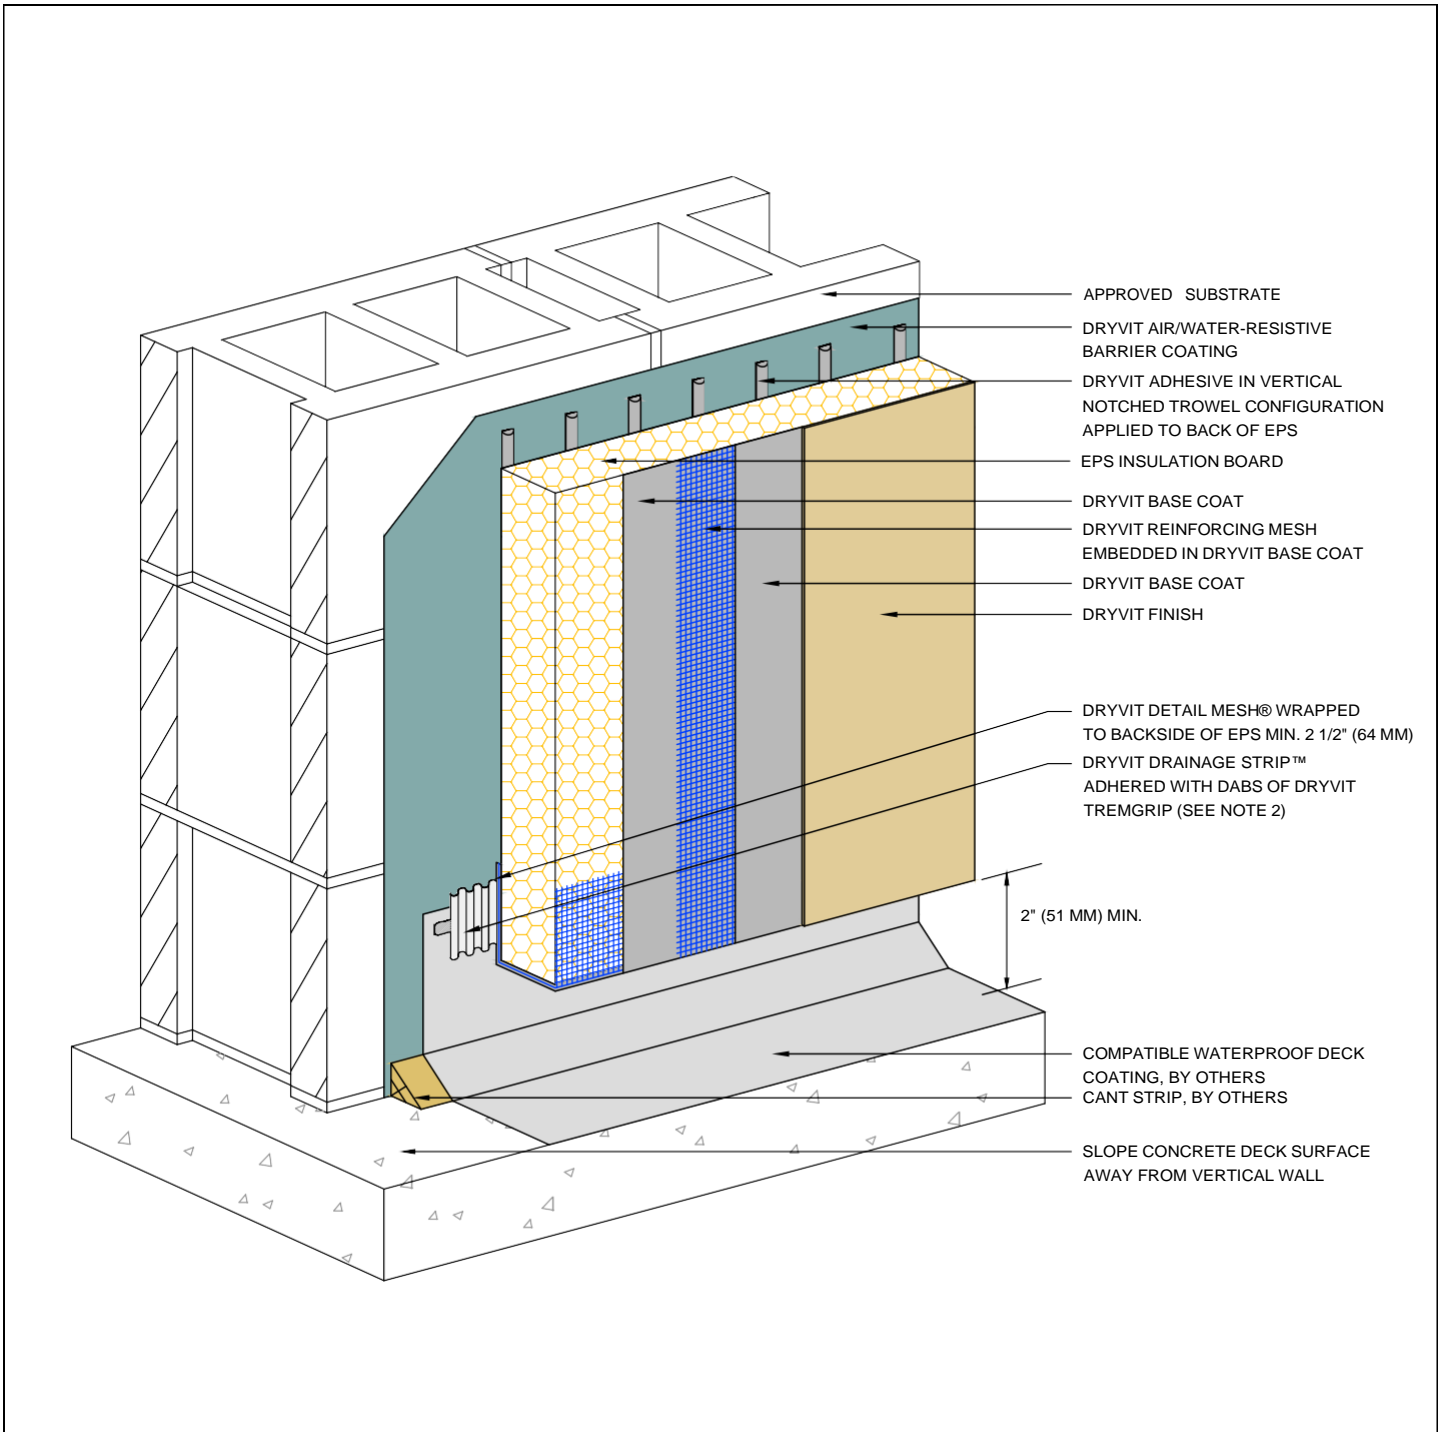 APPROVED SUBSTRATE
DRYVIT AIR/WATER-RESISTIVE
BARRIER COATING
DRYVIT ADHESIVE IN VERTICAL
NOTCHED TROWEL CONFIGURATION
APPLIED TO BACK OF EPS
EPS INSULATION BOARD
DRYVIT BASE COAT
DRYVIT REINFORCING MESH
EMBEDDED IN DRYVIT BASE COAT
DRYVIT BASE COAT
DRYVIT FINISH
DRYVIT DETAIL MESH® WRAPPED
TO BACKSIDE OF EPS MIN. 2 1/2" (64 MM)
DRYVIT DRAINAGE STRIP™
ADHERED WITH DABS OF DRYVIT
TREMGRIP (SEE NOTE 2)
2" (51 MM) MIN.
COMPATIBLE WATERPROOF DECK
COATING, BY OTHERS
CANT STRIP, BY OTHERS
SLOPE CONCRETE DECK SURFACE
AWAY FROM VERTICAL WALL